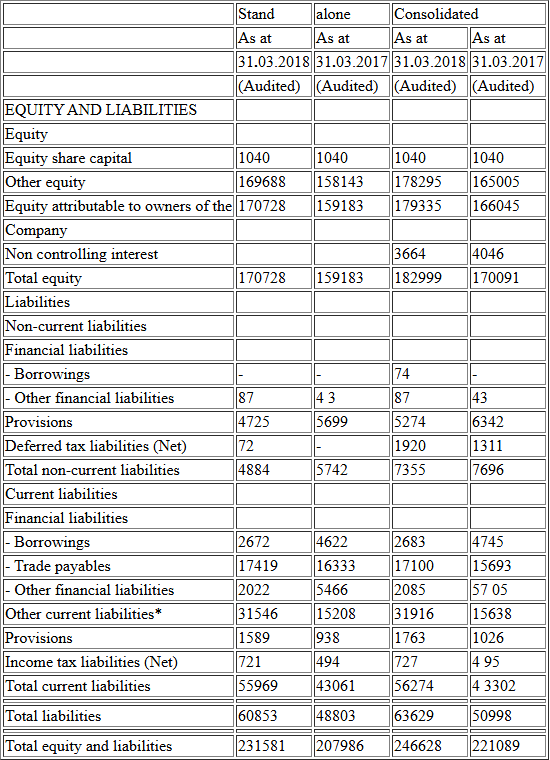 Stand alone Consolidated
As at As at As at As at
31.03.2018 31.03.2017 31.03.2018 31.03.2017
(Audited) (Audited) (Audited) (Audited)
EQUITY AND LIABILITIES
Equity
Equity share capital 1040 1040 1040 1040
Other equity 169688 158143 178295 165005
Equity attributable to owners of the 170728 159183 179335 166045
Company
Non controlling interest 3664 4046
Total equity 170728 159183 182999 170091
Liabilities
Non-current liabilities
Financial liabilities
- Borrowings - - 74 -
- Other financial liabilities 87 4 3 87 43
Provisions 4725 5699 5274 6342
Deferred tax liabilities (Net) 72 - 1920 1311
Total non-current liabilities 4884 5742 7355 7696
Current liabilities
Financial liabilities
- Borrowings 2672 4622 2683 4745
- Trade payables 17419 16333 17100 15693
- Other financial liabilities 2022 5466 2085 57 05
Other current liabilities* 31546 15208 31916 15638
Provisions 1589 938 1763 1026
Income tax liabilities (Net) 721 494 727 4 95
Total current liabilities 55969 43061 56274 4 3302
Total liabilities 60853 48803 63629 50998
Total equity and liabilities 231581 207986 246628 221089